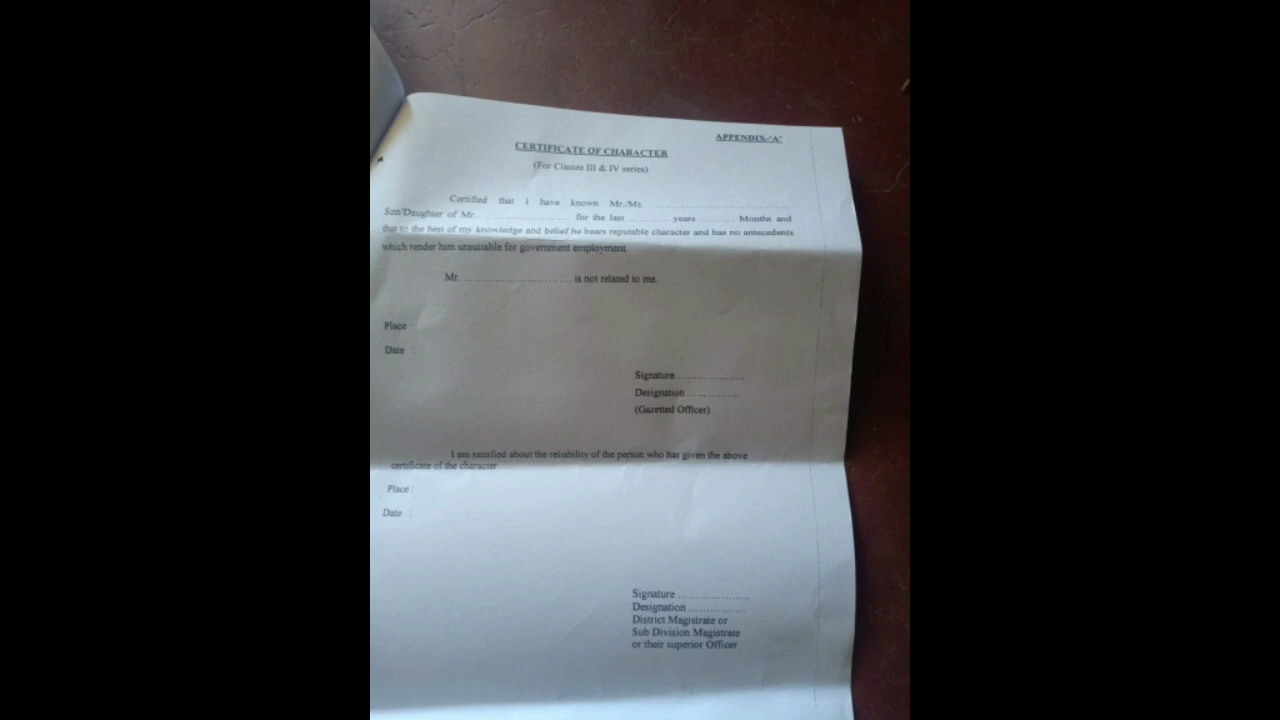 APPENDIX-'A'
CERTIFICATE OF CHARACTER
(For Classes III & IV series)
Certified that I have known Mr./Ms. ........................................
Son/Daughter of Mr ............................ for the last ............. years .......... Months and
that to the best of my knowledge and belief he bears reputable character and has no antecedents
which render him unsuitable for government employment.
Mr. ................................ is not related to me.
Place :
Date :
Signature ......................
Designation .................
(Gazetted Officer)
I am satisfied about the reliability of the person who has given the above
certificate of the character
Place :
Date :
Signature ......................
Designation ..................
District Magistrate or
Sub Division Magistrate
or their superior Officer